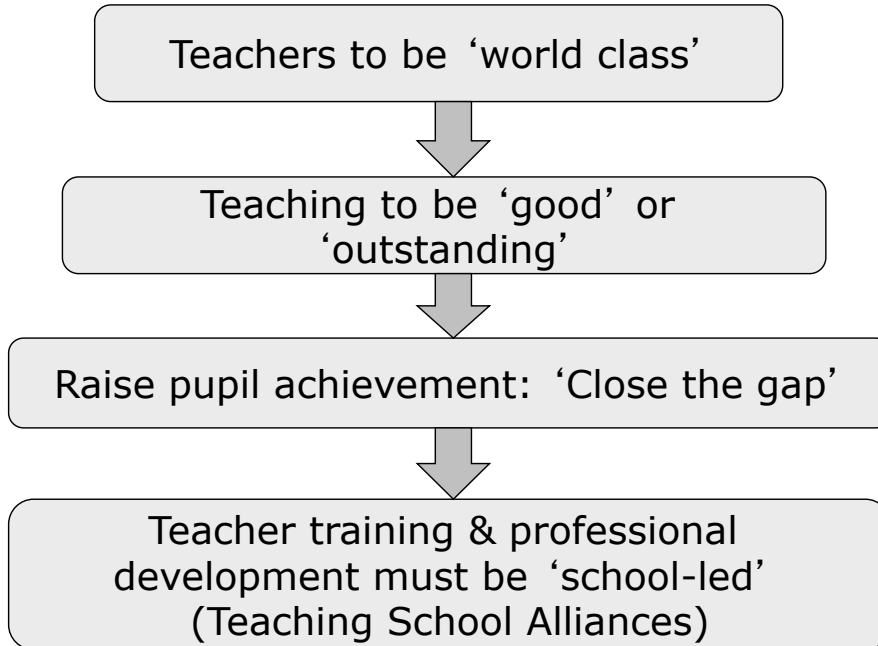 Teachers to be ‘world class’
Teaching to be ‘good’ or
‘outstanding’
Raise pupil achievement: ‘Close the gap’
Teacher training & professional
development must be ‘school-led’
(Teaching School Alliances)